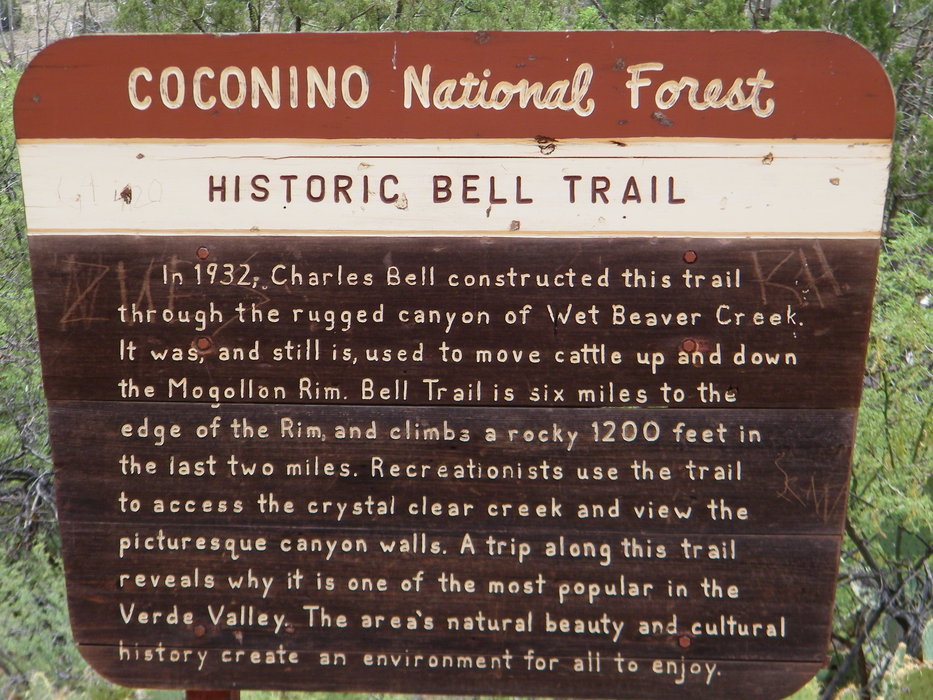 COCONINO National Forest
HISTORIC BELL TRAIL
In 1932, Charles Bell constructed this trail
through the rugged canyon of Wet Beaver Creek.
It was, and still is, used to move cattle up and down
the Mogollon Rim. Bell Trail is six miles to the
edge of the Rim, and climbs a rocky 1200 feet in
the last two miles. Recreationists use the trail
to access the crystal clear creek and view the
picturesque canyon walls. A trip along this trail
reveals why it is one of the most popular in the
Verde Valley. The area's natural beauty and cultural
history create an environment for all to enjoy.